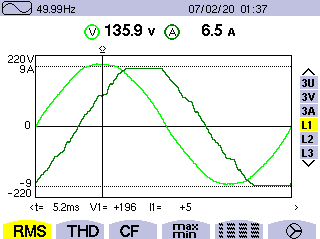 49.99Hz 07/02/20 01:37
V 135.9 V A 6.5 A
220V
9A
0
-9
-220
3U
3V
3A
L1
L2
L3
<t= 5.2ms V1= +196 I1= +5 >
RMS THD CF max min